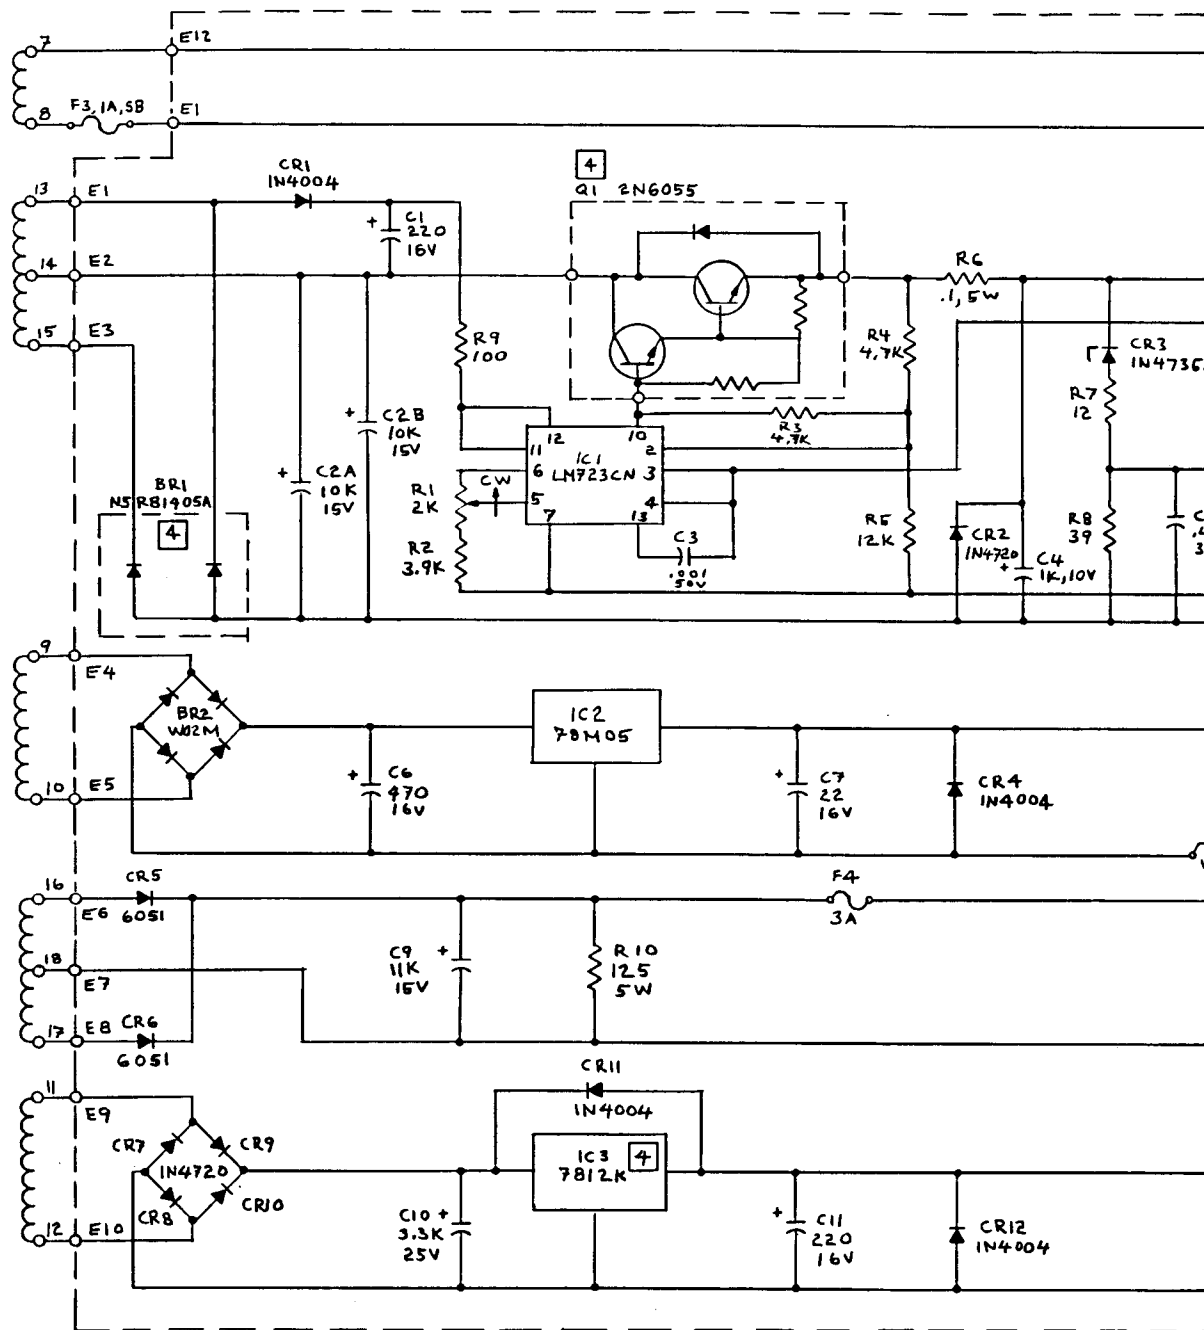 7
E12
8
F3, 1A, SB
E1
13
E1
CR1
1N4004
+
C1
220
16V
4
Q1 2N6055
14
E2
15
E3
R9
100
R4
4.7K
R6
.1, 5W
CR3
1N4736
R7
12
+
C2B
10K
15V
+
C2A
10K
15V
R3
4.7K
12
10
11
2
6
3
5
4
7
13
IC1
LM723CN
CW
R1
2K
R2
3.9K
C3
.001
50V
R5
12K
CR2
1N4720
+
C4
1K, 10V
R8
39
C
BR1
NSRB1405A
4
9
E4
BR2
W02M
10
E5
+
C6
470
16V
IC2
78M05
+
C7
22
16V
CR4
1N4004
16
E6
CR5
6051
18
E7
17
E8
CR6
6051
C9
+
11K
15V
R10
125
5W
F4
3A
11
E9
CR7
CR9
1N4720
CR8
CR10
12
E10
CR11
1N4004
IC3
4
7812K
C10
+
3.3K
25V
+
C11
220
16V
CR12
1N4004